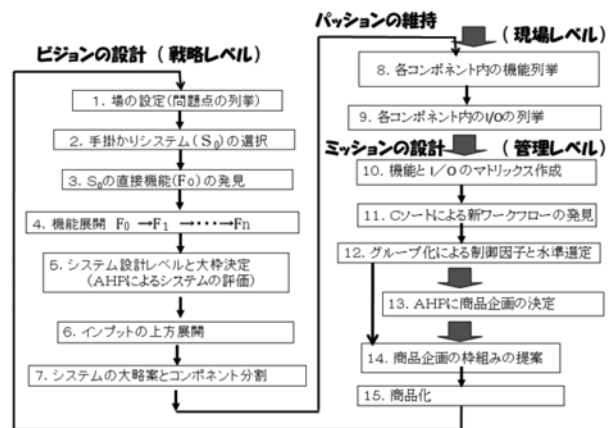 ビジョンの設計 ( 戦略レベル)
1. 場の設定(問題点の列挙)
2. 手掛かりシステム(S₀)の選択
3. S₀の直接機能(F₀)の発見
4. 機能展開 F₀ →F₁ →‥‥→Fn
5. システム設計レベルと大枠決定
(AHPによるシステムの評価)
6. インプットの上方展開
7. システムの大略案とコンポーネント分割
パッションの維持
( 現場レベル)
8. 各コンポーネント内の機能列挙
9. 各コンポーネント内のI/Oの列挙
ミッションの設計 ( 管理レベル)
10. 機能とI/Oのマトリックス作成
11. Cソートによる新ワークフローの発見
12. グループ化による制御因子と水準選定
13. AHPに商品企画の決定
14. 商品企画の枠組みの提案
15. 商品化